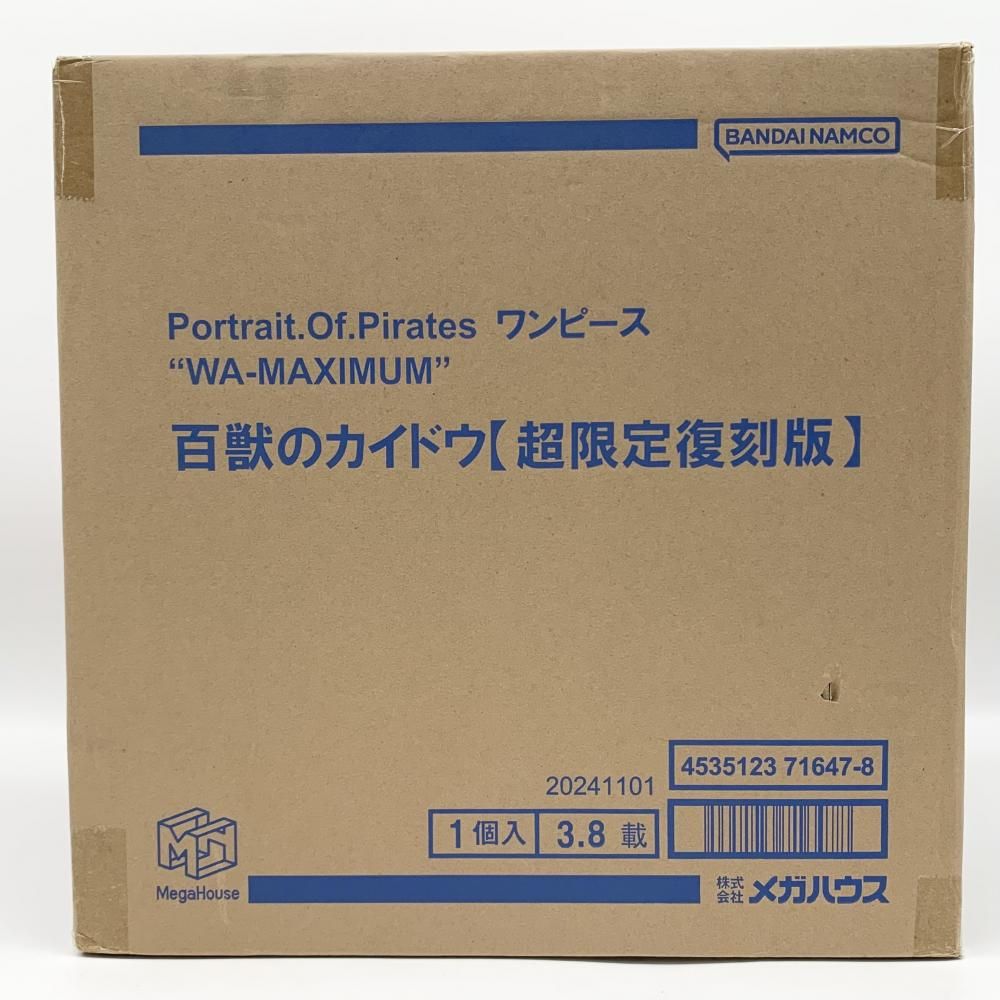 BANDAI NAMCO
Portrait.Of.Pirates ワンピース
“WA-MAXIMUM”
百獣のカイドウ【超限定復刻版】
4535123 71647-8
20241101
1個入 3.8 載
MegaHouse
株式会社 メガハウス